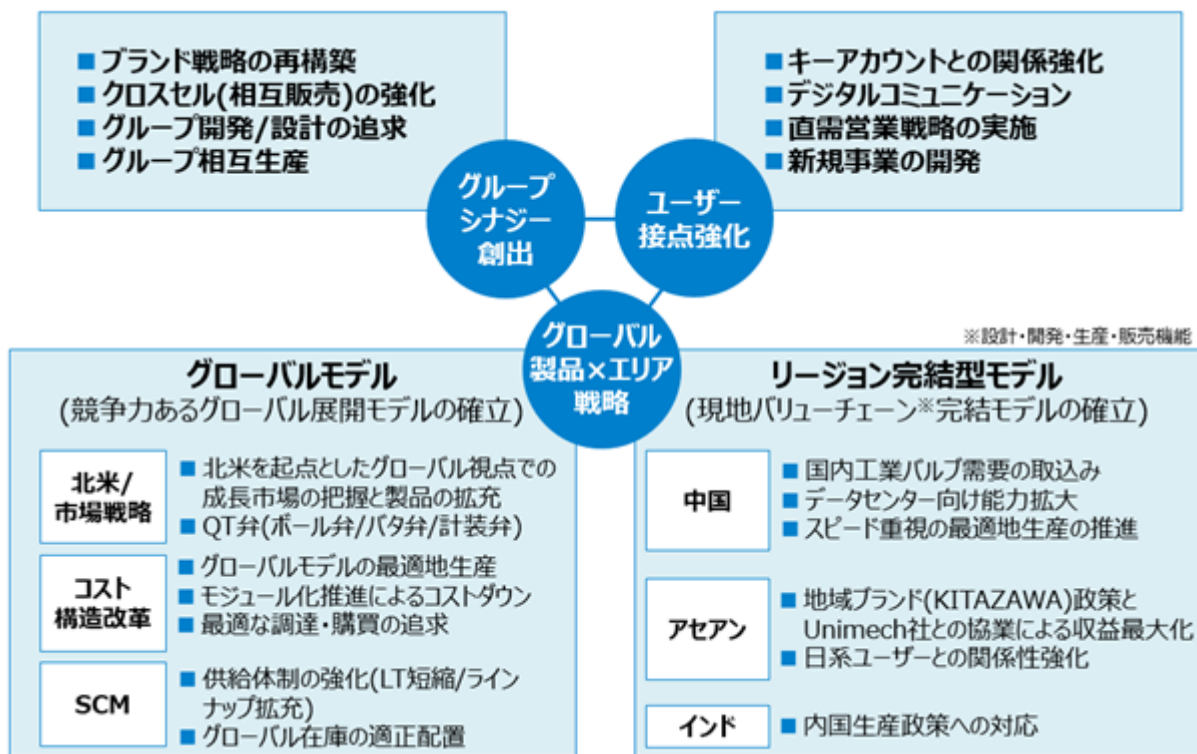 ■ ブランド戦略の再構築
■ クロスセル(相互販売)の強化
■ グループ開発/設計の追求
■ グループ相互生産
■ キーアカウントとの関係強化
■ デジタルコミュニケーション
■ 直需営業戦略の実施
■ 新規事業の開発
グループ
シナジー
創出
ユーザー
接点強化
グローバル
製品×エリア
戦略
※設計・開発・生産・販売機能
グローバルモデル
(競争力あるグローバル展開モデルの確立)
北米/
市場戦略
■ 北米を起点としたグローバル視点での
成長市場の把握と製品の拡充
■ QT弁(ボール弁/バタ弁/計装弁)
コスト
構造改革
■ グローバルモデルの最適地生産
■ モジュール化推進によるコストダウン
■ 最適な調達・購買の追求
SCM
■ 供給体制の強化(LT短縮/ライン
ナップ拡充)
■ グローバル在庫の適正配置
リージョン完結型モデル
(現地バリューチェーン※完結モデルの確立)
中国
■ 国内工業バルブ需要の取込み
■ データセンター向け能力拡大
■ スピード重視の最適地生産の推進
アセアン
■ 地域ブランド(KITAZAWA)政策と
Unimech社との協業による収益最大化
■ 日系ユーザーとの関係性強化
インド
■ 内国生産政策への対応